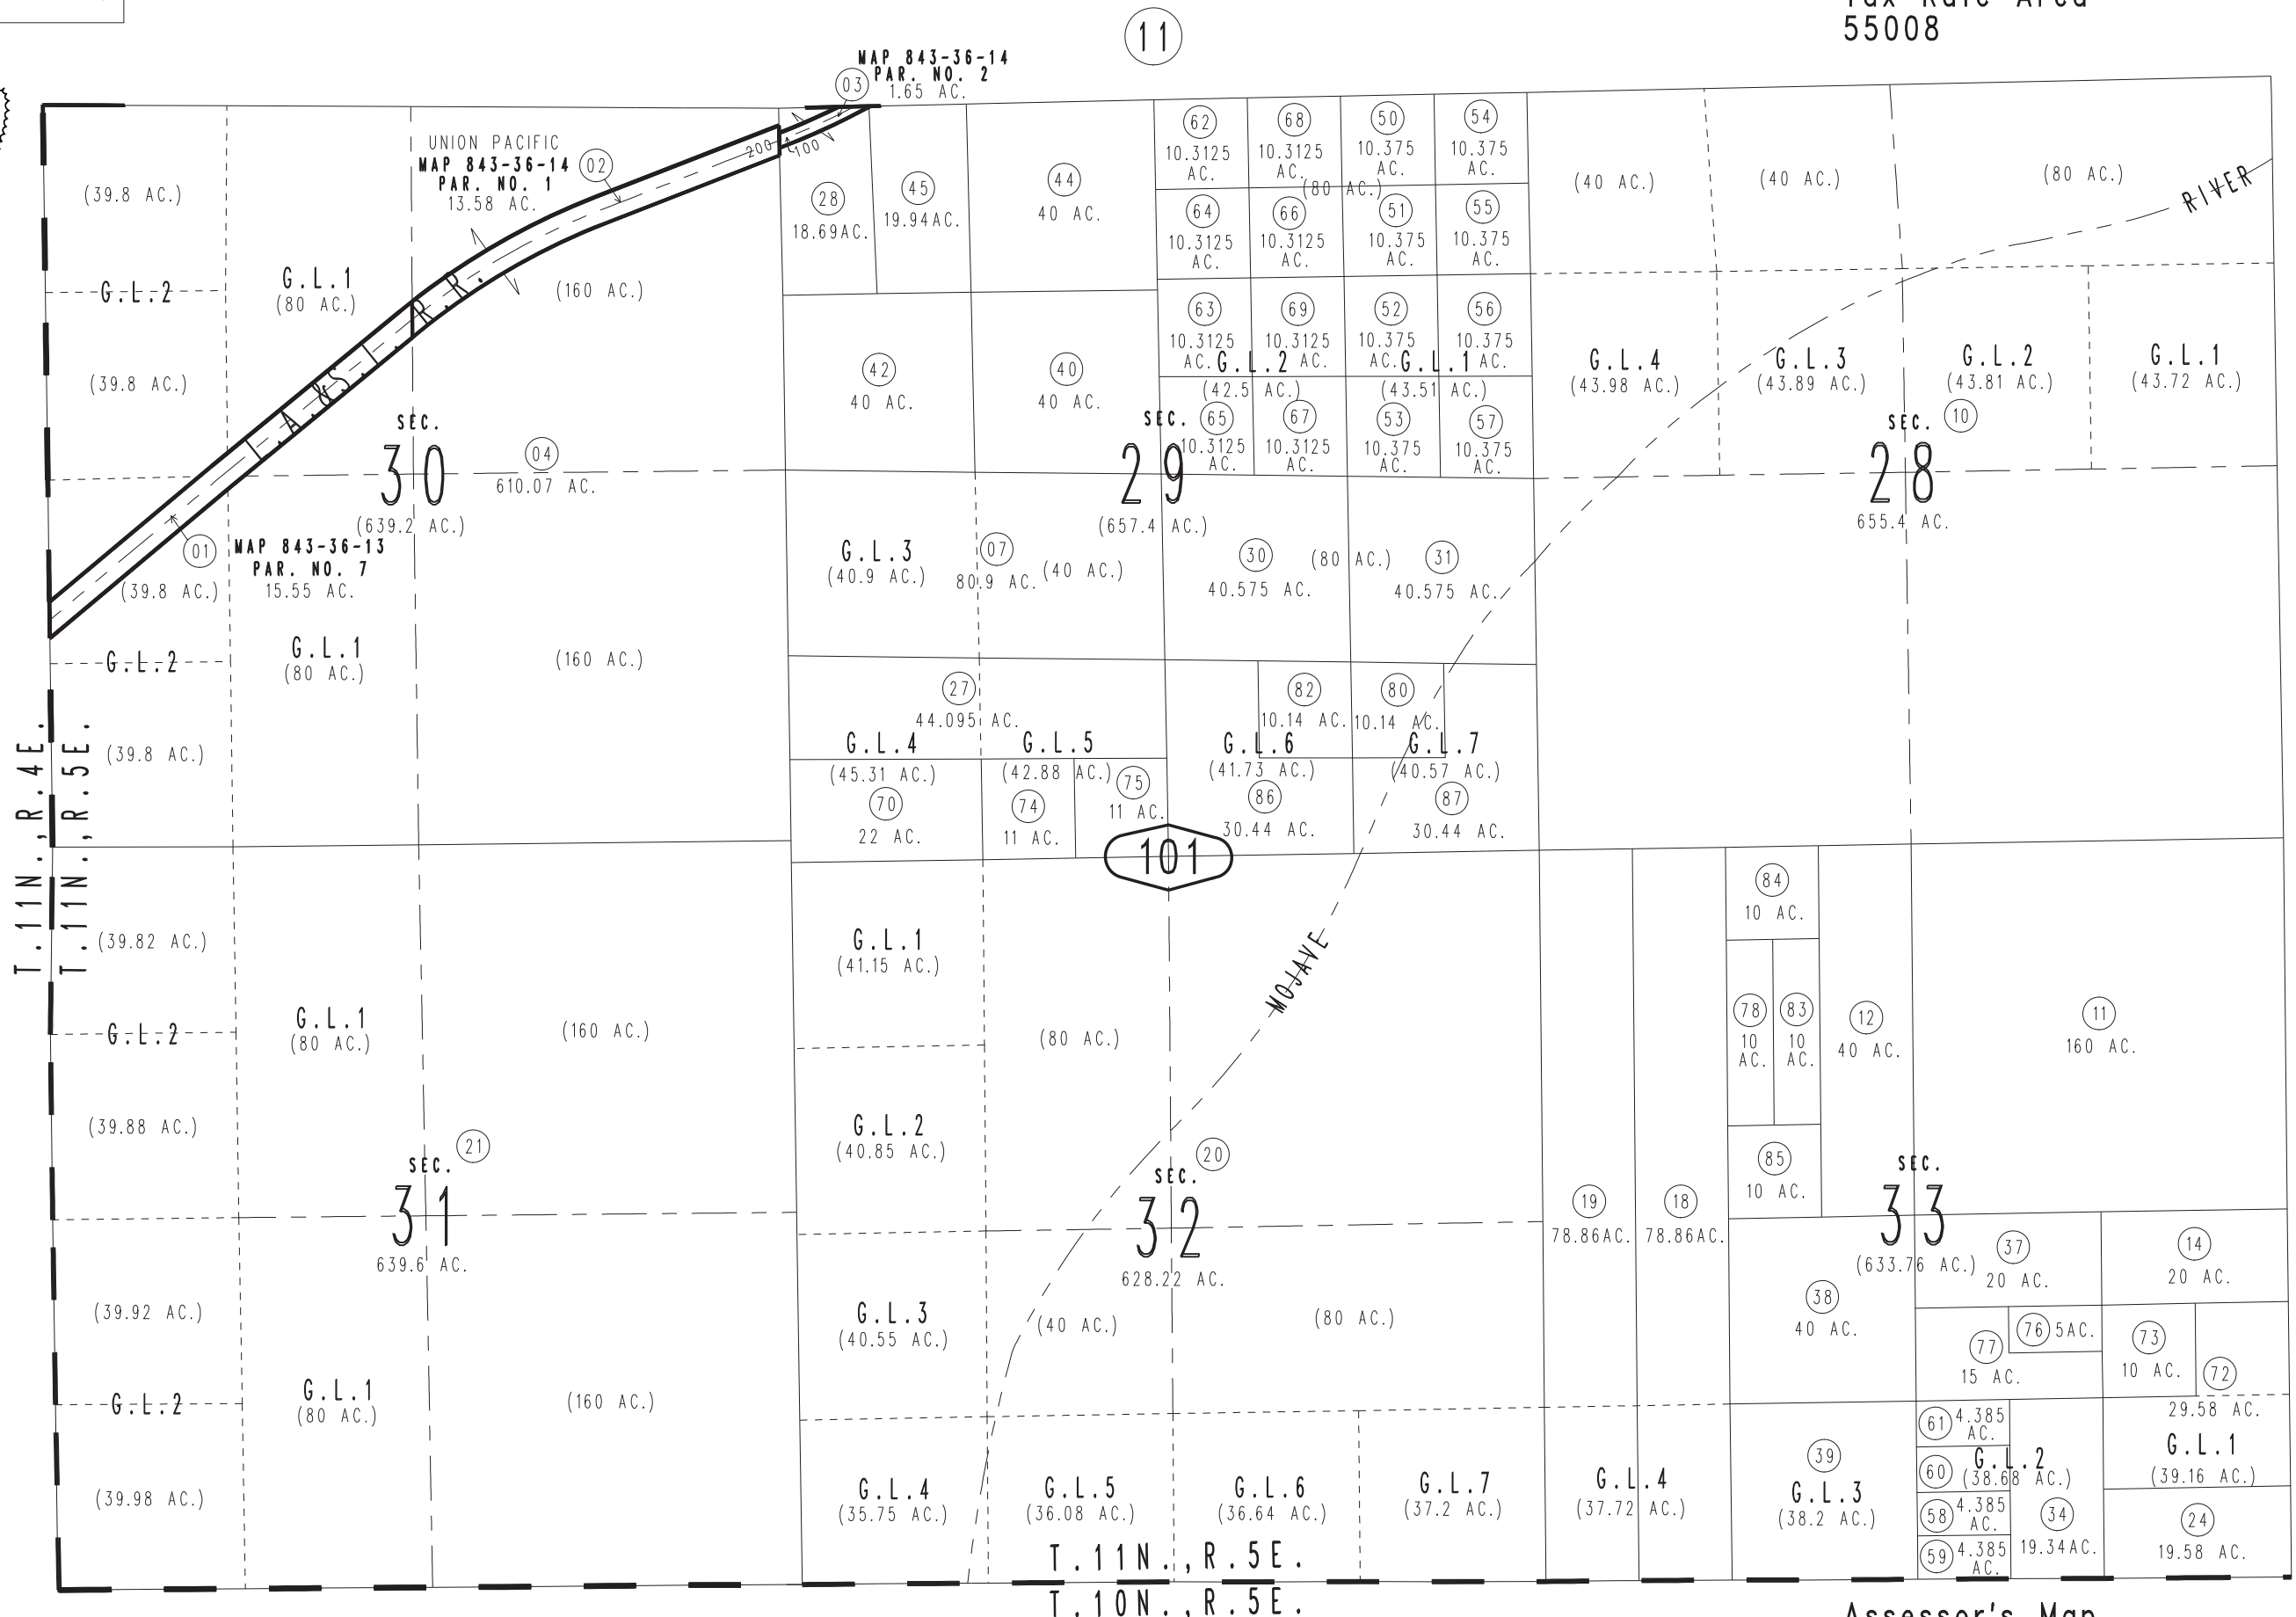 11
55008
MAP 843-36-14
PAR. NO. 2
03
1.65 AC.
UNION PACIFIC
MAP 843-36-14
PAR. NO. 1
13.58 AC.
02
200
100
(39.8 AC.)
G.L.2
G.L.1
(80 AC.)
(160 AC.)
(39.8 AC.)
L.A. & S.L. R.R.
SEC.
30
(639.2 AC.)
04
610.07 AC.
01
MAP 843-36-13
PAR. NO. 7
15.55 AC.
(39.8 AC.)
G.L.2
G.L.1
(80 AC.)
(160 AC.)
(39.8 AC.)
28
18.69AC.
45
19.94AC.
44
40 AC.
42
40 AC.
40
40 AC.
62
10.3125
AC.
68
10.3125
AC.
50
10.375
AC.
54
10.375
AC.
(80 AC.)
64
10.3125
AC.
66
10.3125
AC.
51
10.375
AC.
55
10.375
AC.
63
10.3125
AC.
69
10.3125
AC.
52
10.375
AC.
56
10.375
AC.
G.L.2
(42.5 AC.)
G.L.1
(43.51 AC.)
65
10.3125
AC.
67
10.3125
AC.
53
10.375
AC.
57
10.375
AC.
SEC.
29
(657.4 AC.)
G.L.3
(40.9 AC.)
07
80.9 AC.
(40 AC.)
30
40.575 AC.
(80 AC.)
31
40.575 AC.
27
44.095 AC.
G.L.4
(45.31 AC.)
G.L.5
(42.88 AC.)
82
10.14 AC.
80
10.14 AC.
G.L.6
(41.73 AC.)
G.L.7
(40.57 AC.)
70
22 AC.
74
11 AC.
75
11 AC.
86
30.44 AC.
87
30.44 AC.
101
(40 AC.)
(40 AC.)
(80 AC.)
RIVER
G.L.4
(43.98 AC.)
G.L.3
(43.89 AC.)
G.L.2
(43.81 AC.)
G.L.1
(43.72 AC.)
SEC.
10
28
655.4 AC.
T.11N.,R.4E.
T.11N.,R.5E.
(39.82 AC.)
G.L.2
G.L.1
(80 AC.)
(160 AC.)
(39.88 AC.)
SEC.
21
31
639.6 AC.
(39.92 AC.)
G.L.2
G.L.1
(80 AC.)
(160 AC.)
(39.98 AC.)
G.L.1
(41.15 AC.)
MOJAVE
(80 AC.)
G.L.2
(40.85 AC.)
SEC.
20
32
628.22 AC.
G.L.3
(40.55 AC.)
(40 AC.)
(80 AC.)
G.L.4
(35.75 AC.)
G.L.5
(36.08 AC.)
G.L.6
(36.64 AC.)
G.L.7
(37.2 AC.)
84
10 AC.
78
10
AC.
83
10
AC.
12
40 AC.
11
160 AC.
85
10 AC.
19
78.86AC.
18
78.86AC.
SEC.
33
(633.76 AC.)
38
40 AC.
37
20 AC.
14
20 AC.
76 5AC.
77
15 AC.
73
10 AC.
72
29.58 AC.
G.L.1
(39.16 AC.)
61 4.385
AC.
60
G.L.2
(38.68 AC.)
58 4.385
AC.
59 4.385
AC.
34
19.34AC.
24
19.58 AC.
G.L.4
(37.72 AC.)
39
G.L.3
(38.2 AC.)
T.11N.,R.5E.
T.10N.,R.5E.
Assessor's Map